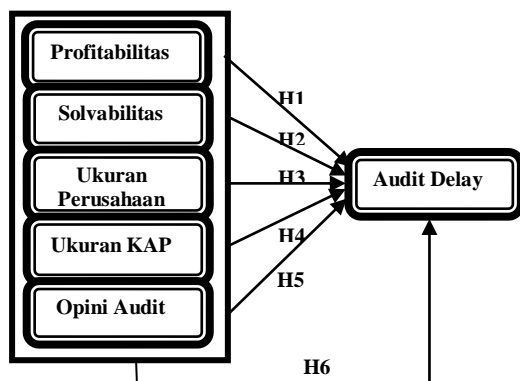 Profitabilitas
H1
Solvabilitas
H2
Ukuran
Perusahaan
H3
Audit Delay
Ukuran KAP
H4
Opini Audit
H5
H6